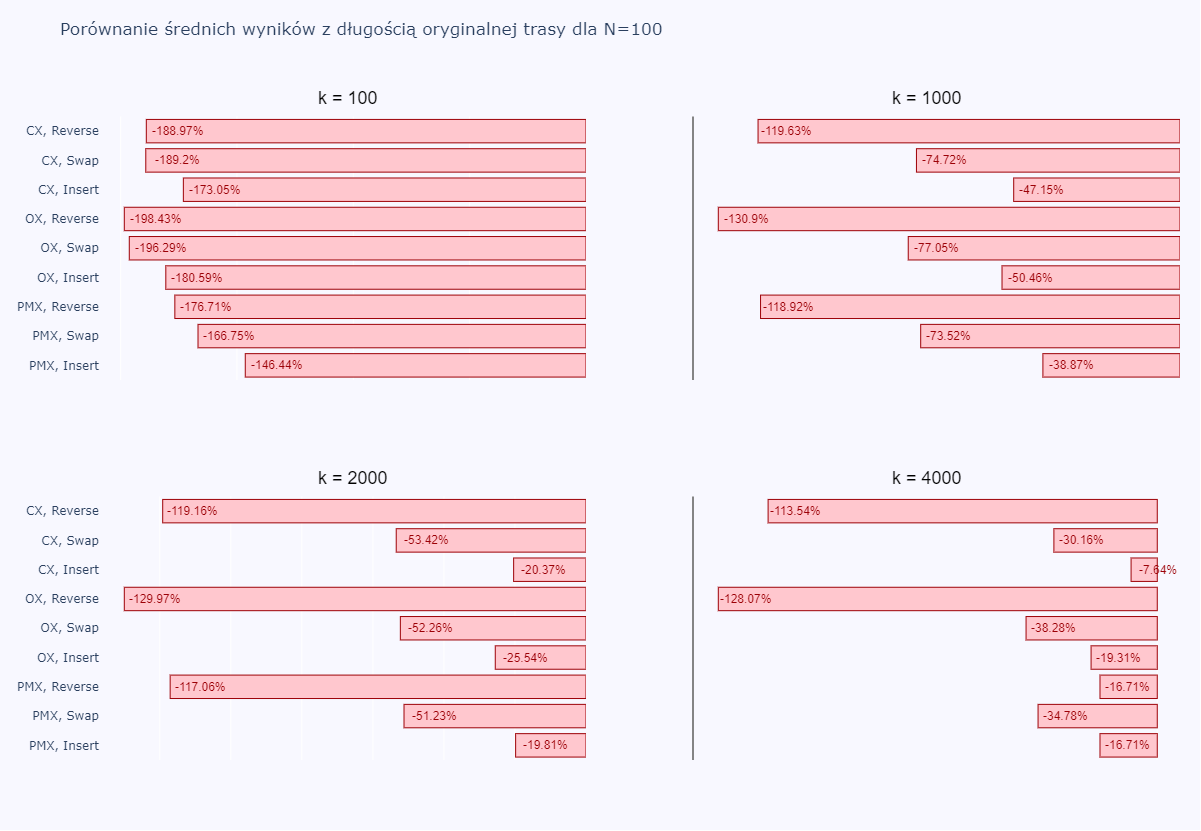 Porównanie średnich wyników z długością oryginalnej trasy dla N=100
k = 100
CX, Reverse -188.97%
CX, Swap -189.2%
CX, Insert -173.05%
OX, Reverse -198.43%
OX, Swap -196.29%
OX, Insert -180.59%
PMX, Reverse -176.71%
PMX, Swap -166.75%
PMX, Insert -146.44%
k = 1000
-119.63%
-74.72%
-47.15%
-130.9%
-77.05%
-50.46%
-118.92%
-73.52%
-38.87%
k = 2000
CX, Reverse -119.16%
CX, Swap -53.42%
CX, Insert -20.37%
OX, Reverse -129.97%
OX, Swap -52.26%
OX, Insert -25.54%
PMX, Reverse -117.06%
PMX, Swap -51.23%
PMX, Insert -19.81%
k = 4000
-113.54%
-30.16%
-7.64%
-128.07%
-38.28%
-19.31%
-16.71%
-34.78%
-16.71%